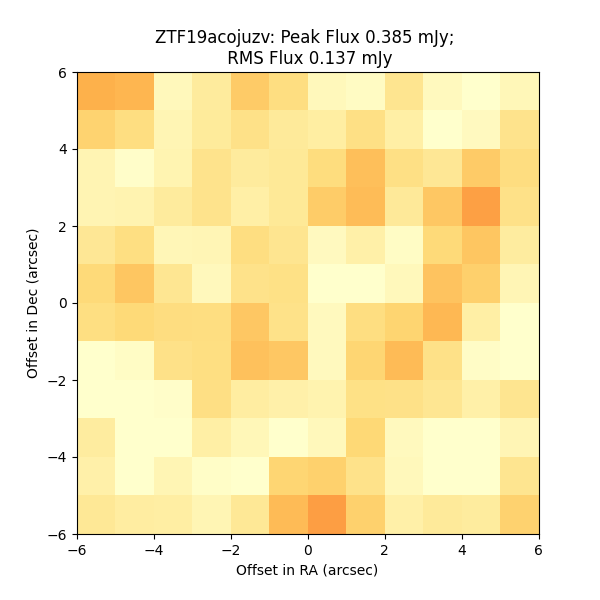 ZTF19acojuzv: Peak Flux 0.385 mJy;
RMS Flux 0.137 mJy
6
4
2
0
−2
−4
−6
Offset in Dec (arcsec)
−6 −4 −2 0 2 4 6
Offset in RA (arcsec)